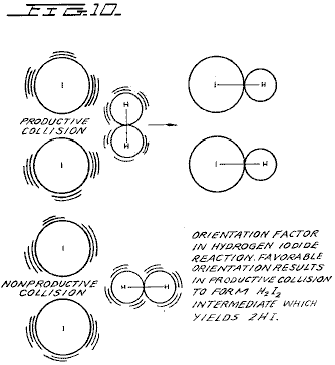 FIG. 10.
I
H
H
I
PRODUCTIVE
COLLISION
I H
I H
I
I
NONPRODUCTIVE
COLLISION
H H
ORIENTATION FACTOR
IN HYDROGEN IODIDE
REACTION. FAVORABLE
ORIENTATION RESULTS
IN PRODUCTIVE COLLISION
TO FORM H₂I₂
INTERMEDIATE WHICH
YIELDS 2HI.